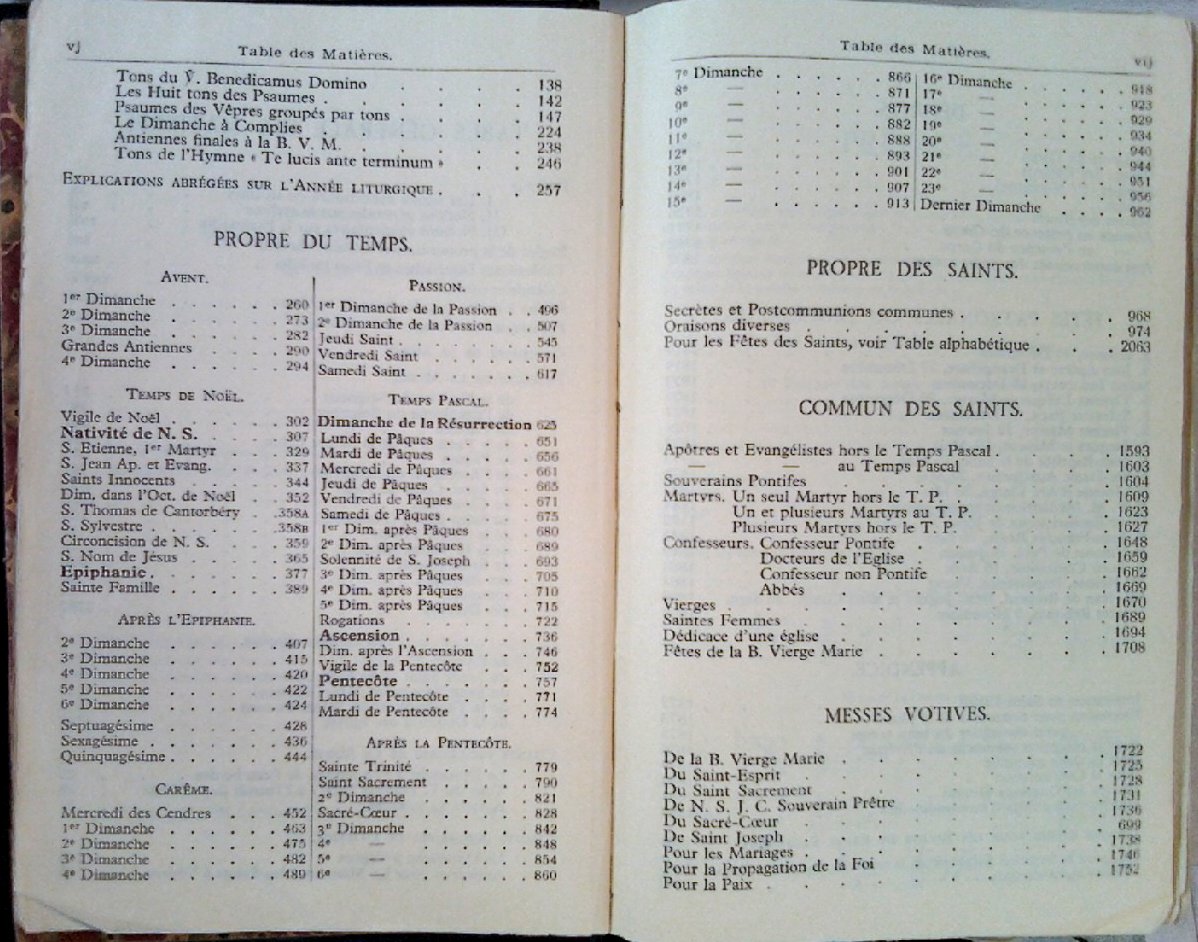 vj
Table des Matières.
Tons du ℣. Benedicamus Domino . . . . 138
Les Huit tons des Psaumes . . . . . 142
Psaumes des Vêpres groupés par tons . . . . 147
Le Dimanche à Complies . . . . . 224
Antiennes finales à la B. V. M. . . . . 238
Tons de l'Hymne « Te lucis ante terminum » . . . 246
EXPLICATIONS ABRÉGÉES SUR L'ANNÉE LITURGIQUE . . . 257
PROPRE DU TEMPS.
AVENT.
1er Dimanche . . . . . . 260
2e Dimanche . . . . . . 273
3e Dimanche . . . . . . 282
Grandes Antiennes . . . . . 290
4e Dimanche . . . . . . 294
TEMPS DE NOËL.
Vigile de Noël . . . . . . 302
Nativité de N. S. . . . . 307
S. Etienne, 1er Martyr . . . 329
S. Jean Ap. et Evang. . . . 337
Saints Innocents . . . . 344
Dim. dans l'Oct. de Noël . . 352
S. Thomas de Cantorbéry . .358A
S. Sylvestre . . . . . .358B
Circoncision de N. S. . . . 359
S. Nom de Jésus . . . . 365
Epiphanie . . . . . . 377
Sainte Famille . . . . . 389
APRÈS L'EPIPHANIE.
2e Dimanche . . . . . . 407
3e Dimanche . . . . . . 415
4e Dimanche . . . . . . 420
5e Dimanche . . . . . . 422
6e Dimanche . . . . . . 424
Septuagésime . . . . . . 428
Sexagésime . . . . . . . 436
Quinquagésime . . . . . . 444
CARÊME.
Mercredi des Cendres . . . 452
1er Dimanche . . . . . . 463
2e Dimanche . . . . . . 475
3e Dimanche . . . . . . 482
4e Dimanche . . . . . . 489
PASSION.
1er Dimanche de la Passion . . 496
2e Dimanche de la Passion . . 507
Jeudi Saint . . . . . . . 545
Vendredi Saint . . . . . . 571
Samedi Saint . . . . . . . 617
TEMPS PASCAL.
Dimanche de la Résurrection 625
Lundi de Pâques . . . . . 651
Mardi de Pâques . . . . . 656
Mercredi de Pâques . . . . 661
Jeudi de Pâques . . . . . 665
Vendredi de Pâques . . . . 671
Samedi de Pâques . . . . . 675
1er Dim. après Pâques . . . 680
2e Dim. après Pâques . . . 689
Solennité de S. Joseph . . . 693
3e Dim. après Pâques . . . 705
4e Dim. après Pâques . . . 710
5e Dim. après Pâques . . . 715
Rogations . . . . . . . 722
Ascension . . . . . . . 736
Dim. après l'Ascension . . . 746
Vigile de la Pentecôte . . . 752
Pentecôte . . . . . . . 757
Lundi de Pentecôte . . . . 771
Mardi de Pentecôte . . . . 774
APRÈS LA PENTECÔTE.
Sainte Trinité . . . . . . 779
Saint Sacrement . . . . . 790
2e Dimanche . . . . . . 821
Sacré-Cœur . . . . . . . 828
3e Dimanche . . . . . . 842
4e — . . . . . . 848
5e — . . . . . . 854
6e — . . . . . . 860
Table des Matières.
vij
7e Dimanche . . . . . . 866
8e — . . . . . . 871
9e — . . . . . . 877
10e — . . . . . . 882
11e — . . . . . . 888
12e — . . . . . . 893
13e — . . . . . . 901
14e — . . . . . . 907
15e — . . . . . . 913
16e Dimanche . . . . . . 918
17e — . . . . . . 923
18e — . . . . . . 929
19e — . . . . . . 934
20e — . . . . . . 940
21e — . . . . . . 944
22e — . . . . . . 951
23e — . . . . . . 956
Dernier Dimanche . . . . 962
PROPRE DES SAINTS.
Secrètes et Postcommunions communes . . . . . 968
Oraisons diverses . . . . . . . . . 974
Pour les Fêtes des Saints, voir Table alphabétique . . . 2063
COMMUN DES SAINTS.
Apôtres et Evangélistes hors le Temps Pascal . . . . 1593
— — au Temps Pascal . . . . 1603
Souverains Pontifes . . . . . . . . 1604
Martyrs. Un seul Martyr hors le T. P. . . . . . 1609
Un et plusieurs Martyrs au T. P. . . . . 1623
Plusieurs Martyrs hors le T. P. . . . . 1627
Confesseurs. Confesseur Pontife . . . . . . 1648
Docteurs de l'Eglise . . . . . . 1659
Confesseur non Pontife . . . . . 1662
Abbés . . . . . . . . 1669
Vierges . . . . . . . . . . . 1670
Saintes Femmes . . . . . . . . . 1689
Dédicace d'une église . . . . . . . 1694
Fêtes de la B. Vierge Marie . . . . . . 1708
MESSES VOTIVES.
De la B. Vierge Marie . . . . . . . . 1722
Du Saint-Esprit . . . . . . . . . 1725
Du Saint Sacrement . . . . . . . . 1728
De N. S. J. C. Souverain Prêtre . . . . . . 1731
Du Sacré-Cœur . . . . . . . . . 1736
De Saint Joseph . . . . . . . . . 699
Pour les Mariages . . . . . . . . . 1738
Pour la Propagation de la Foi . . . . . . 1746
Pour la Paix . . . . . . . . . . 1752